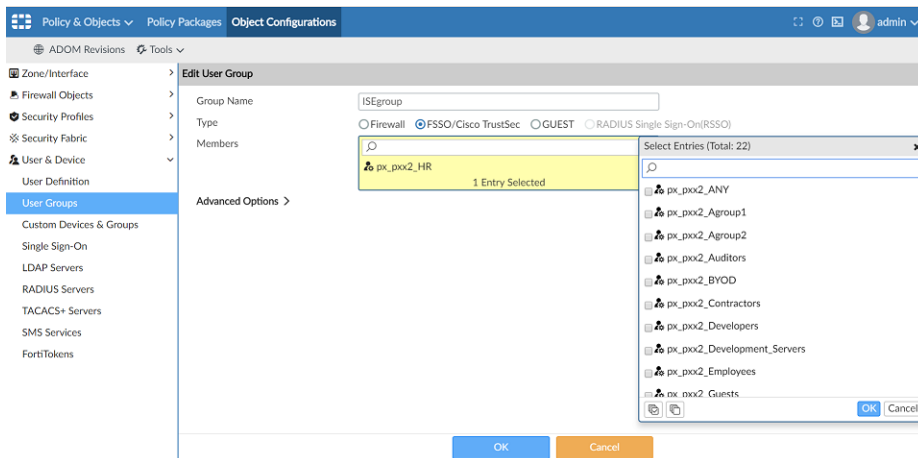 Policy & Objects Policy Packages Object Configurations admin
ADOM Revisions Tools
Zone/Interface
Firewall Objects
Security Profiles
Security Fabric
User & Device
User Definition
User Groups
Custom Devices & Groups
Single Sign-On
LDAP Servers
RADIUS Servers
TACACS+ Servers
SMS Services
FortiTokens
Edit User Group
Group Name ISEgroup
Type Firewall FSSO/Cisco TrustSec GUEST RADIUS Single Sign-On(RSSO)
Members
px_pxx2_HR
1 Entry Selected
Advanced Options >
Select Entries (Total: 22)
px_pxx2_ANY
px_pxx2_Agroup1
px_pxx2_Agroup2
px_pxx2_Auditors
px_pxx2_BYOD
px_pxx2_Contractors
px_pxx2_Developers
px_pxx2_Development_Servers
px_pxx2_Employees
px_pxx2_Guests
OK Cancel
OK Cancel